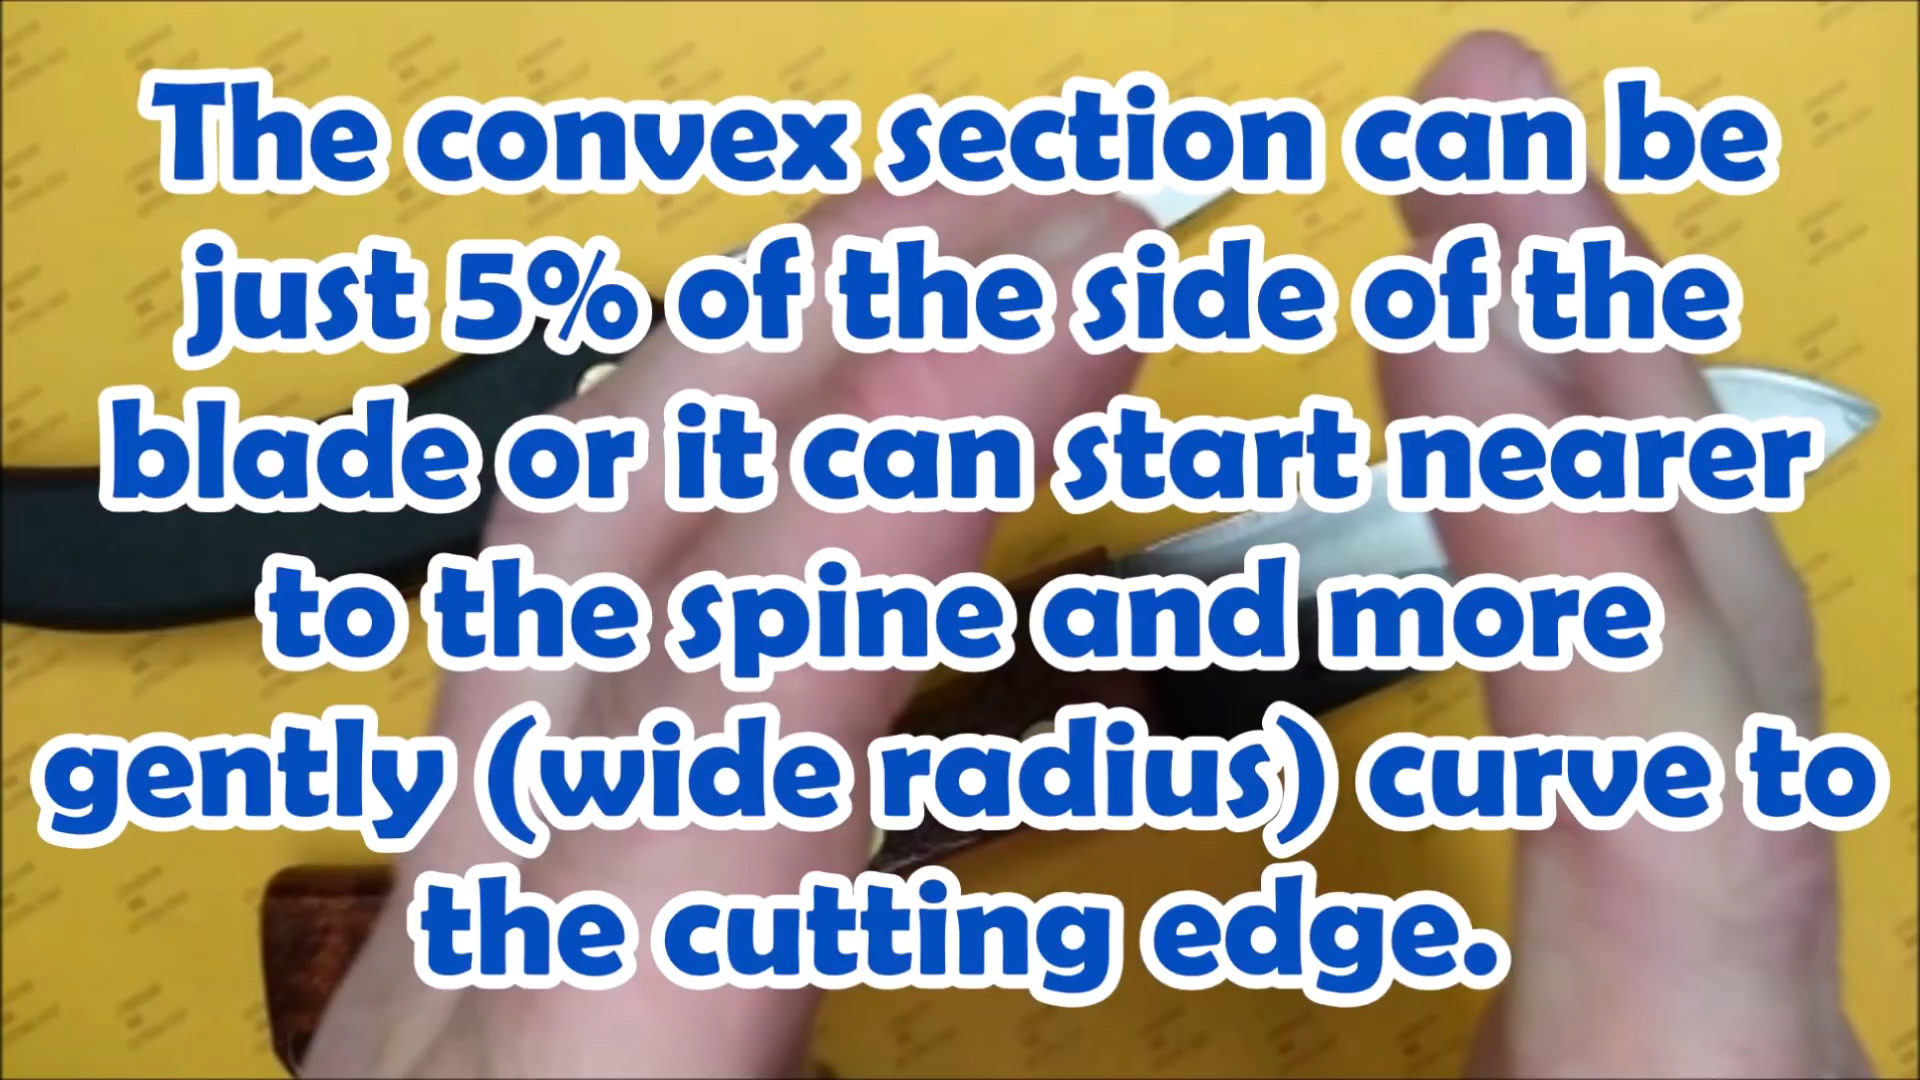 The convex section can be
just 5% of the side of the
blade or it can start nearer
to the spine and more
gently (wide radius) curve to
the cutting edge.